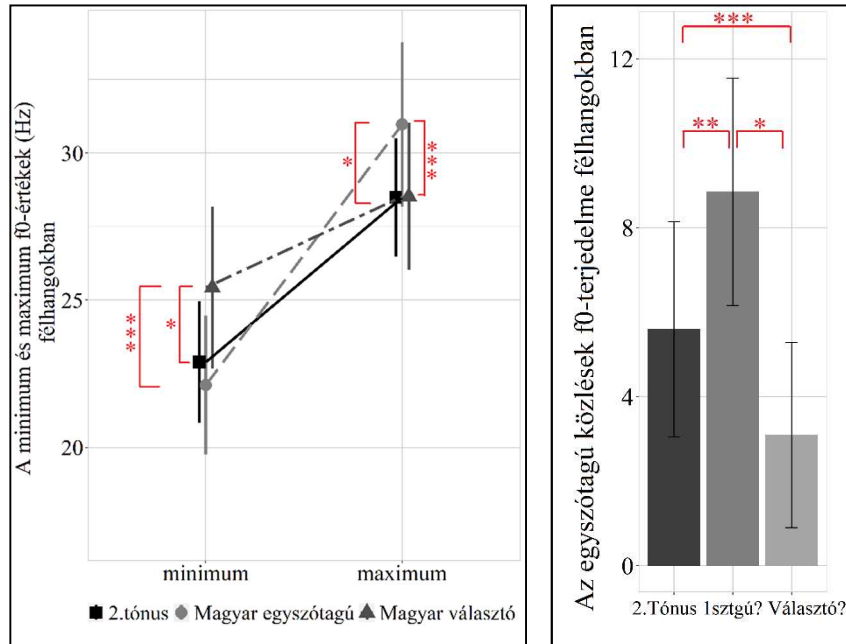 A minimum és maximum f0-értékek (Hz)
félhangokban
30
25
20
***
*
*
***
minimum
maximum
2.tónus
Magyar egyszótagú
Magyar választó
Az egyszótagú közlések f0-terjedelme félhangokban
12
8
4
0
***
**
*
2.Tónus
1sztgú?
Választó?